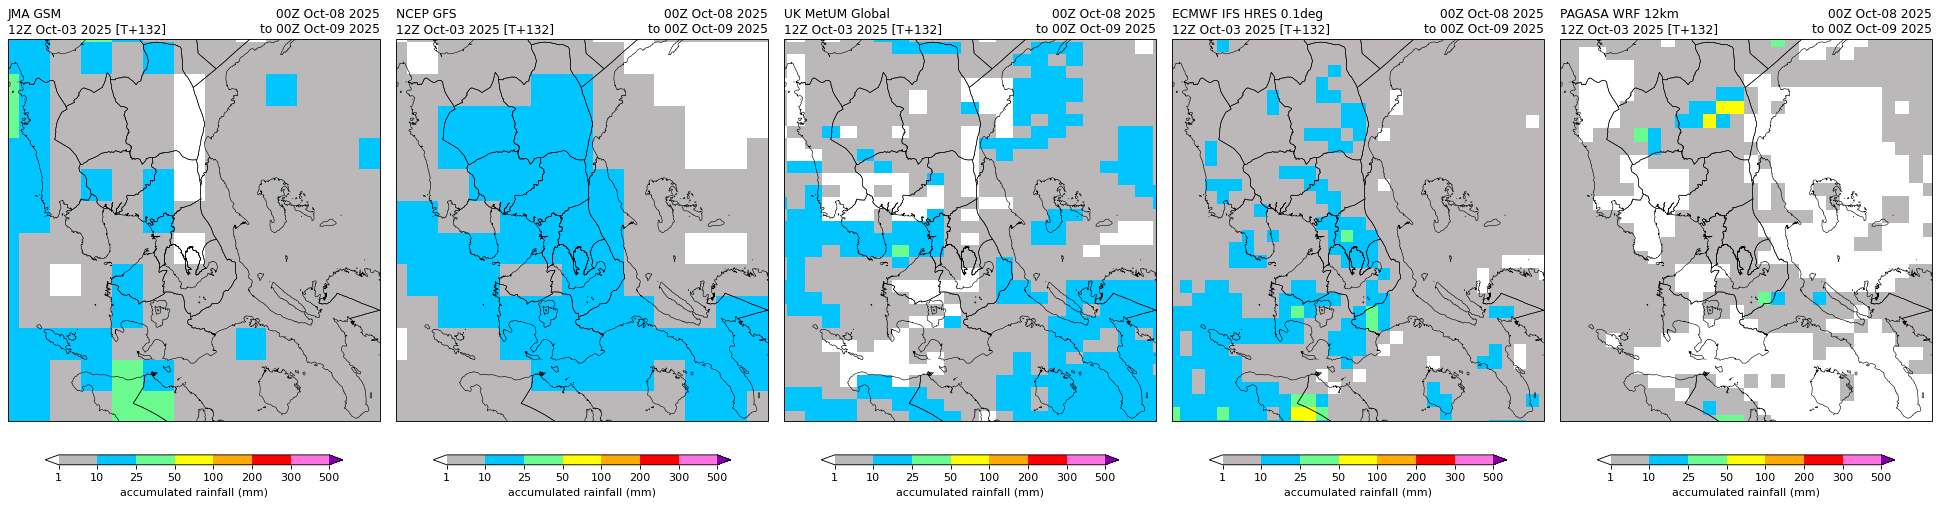 JMA GSM 00Z Oct-08 2025
12Z Oct-03 2025 [T+132] to 00Z Oct-09 2025
NCEP GFS 00Z Oct-08 2025
12Z Oct-03 2025 [T+132] to 00Z Oct-09 2025
UK MetUM Global 00Z Oct-08 2025
12Z Oct-03 2025 [T+132] to 00Z Oct-09 2025
ECMWF IFS HRES 0.1deg 00Z Oct-08 2025
12Z Oct-03 2025 [T+132] to 00Z Oct-09 2025
PAGASA WRF 12km 00Z Oct-08 2025
12Z Oct-03 2025 [T+132] to 00Z Oct-09 2025
1 10 25 50 100 200 300 500
accumulated rainfall (mm)
1 10 25 50 100 200 300 500
accumulated rainfall (mm)
1 10 25 50 100 200 300 500
accumulated rainfall (mm)
1 10 25 50 100 200 300 500
accumulated rainfall (mm)
1 10 25 50 100 200 300 500
accumulated rainfall (mm)